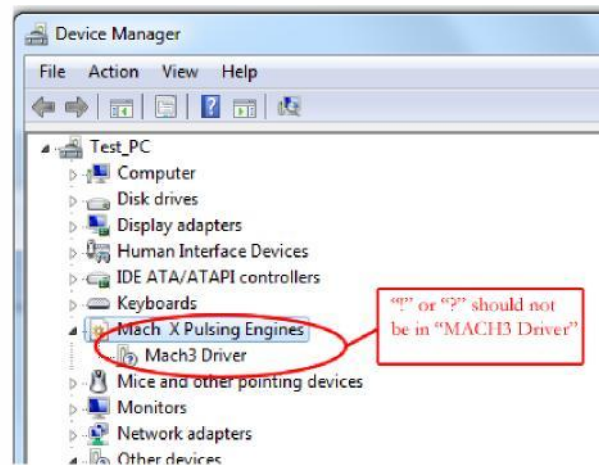 Device Manager
File Action View Help
Test_PC
Computer
Disk drives
Display adapters
Human Interface Devices
IDE ATA/ATAPI controllers
Keyboards
Mach X Pulsing Engines
Mach3 Driver
Mice and other pointing devices
Monitors
Network adapters
Other devices
"!" or "?" should not
be in "MACH3 Driver"